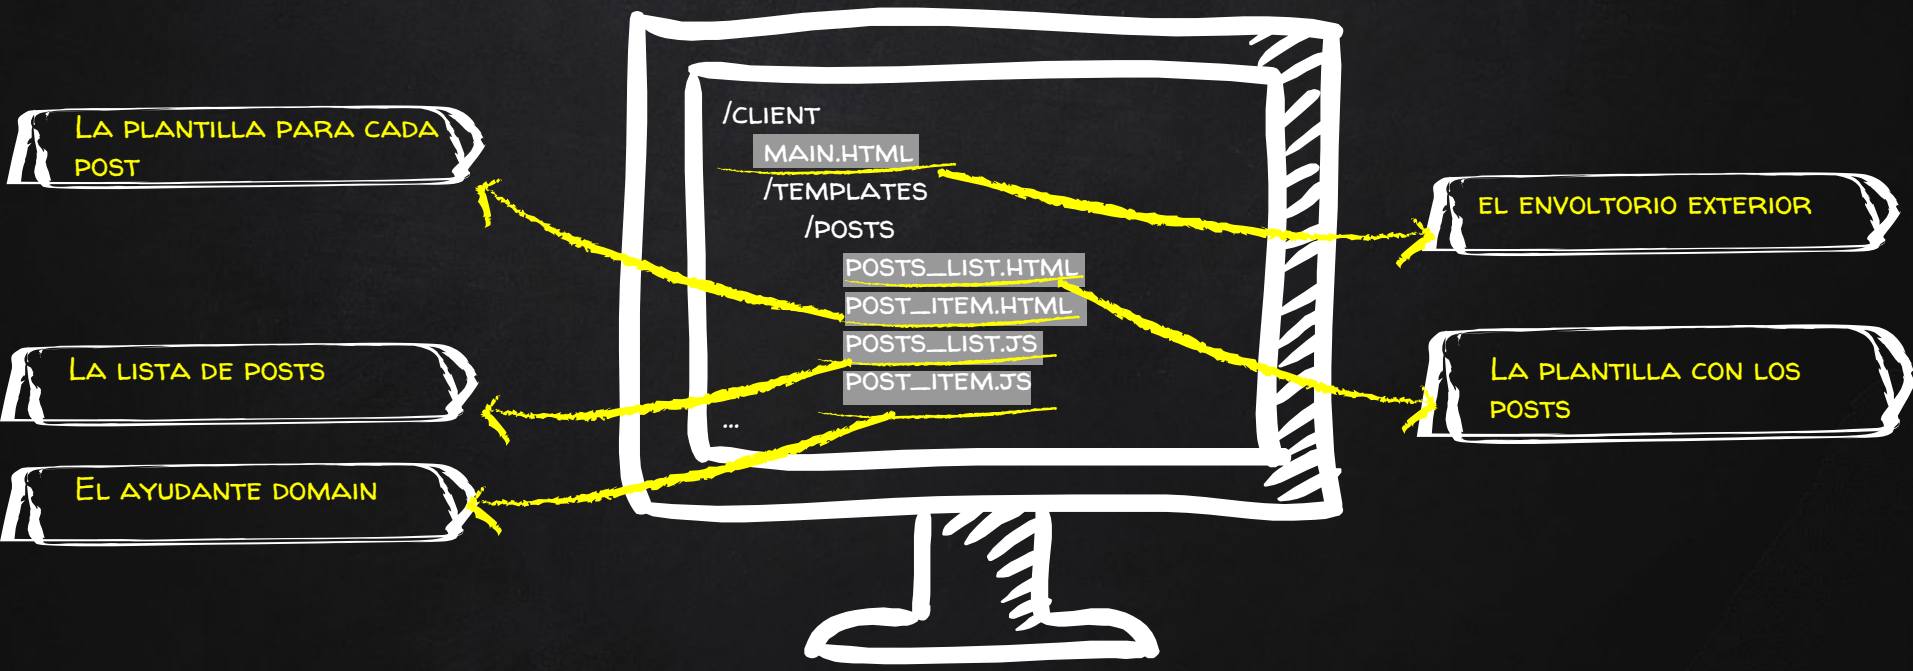 La plantilla para cada
post
La lista de posts
El ayudante domain
/client
main.html
/templates
/posts
posts_list.html
post_item.html
posts_list.js
post_item.js
...
el envoltorio exterior
La plantilla con los
posts